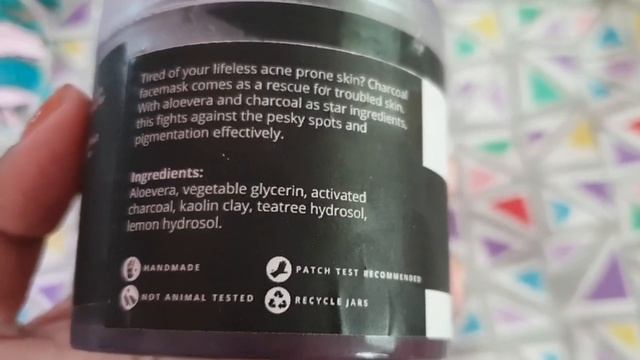 Tired of your lifeless acne prone skin? Charcoal
facemask comes as a rescue for troubled skin.
With aloevera and charcoal as star ingredients,
this fights against the pesky spots and
pigmentation effectively.
Ingredients:
Aloevera, vegetable glycerin, activated
charcoal, kaolin clay, teatree hydrosol,
lemon hydrosol.
HANDMADE
PATCH TEST RECOMMENDED
NOT ANIMAL TESTED
RECYCLE JARS